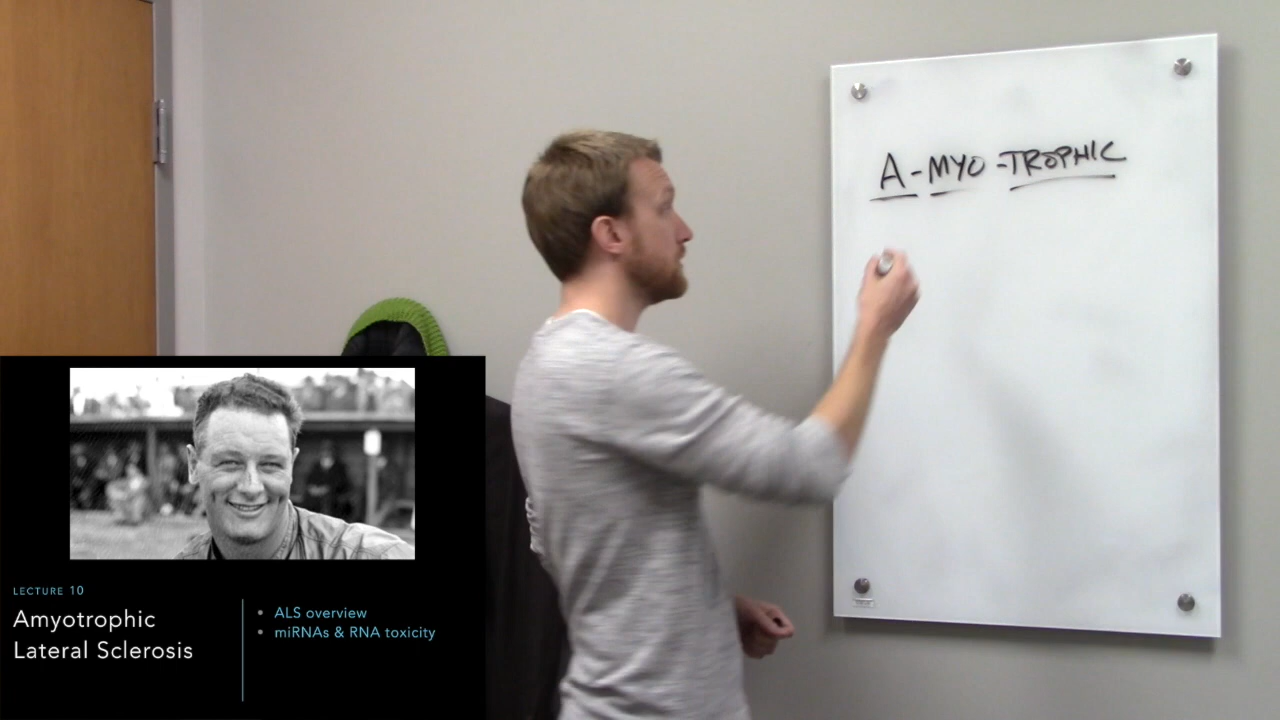 A-MYO-TROPHIC
LECTURE 10
Amyotrophic
Lateral Sclerosis
• ALS overview
• miRNAs & RNA toxicity